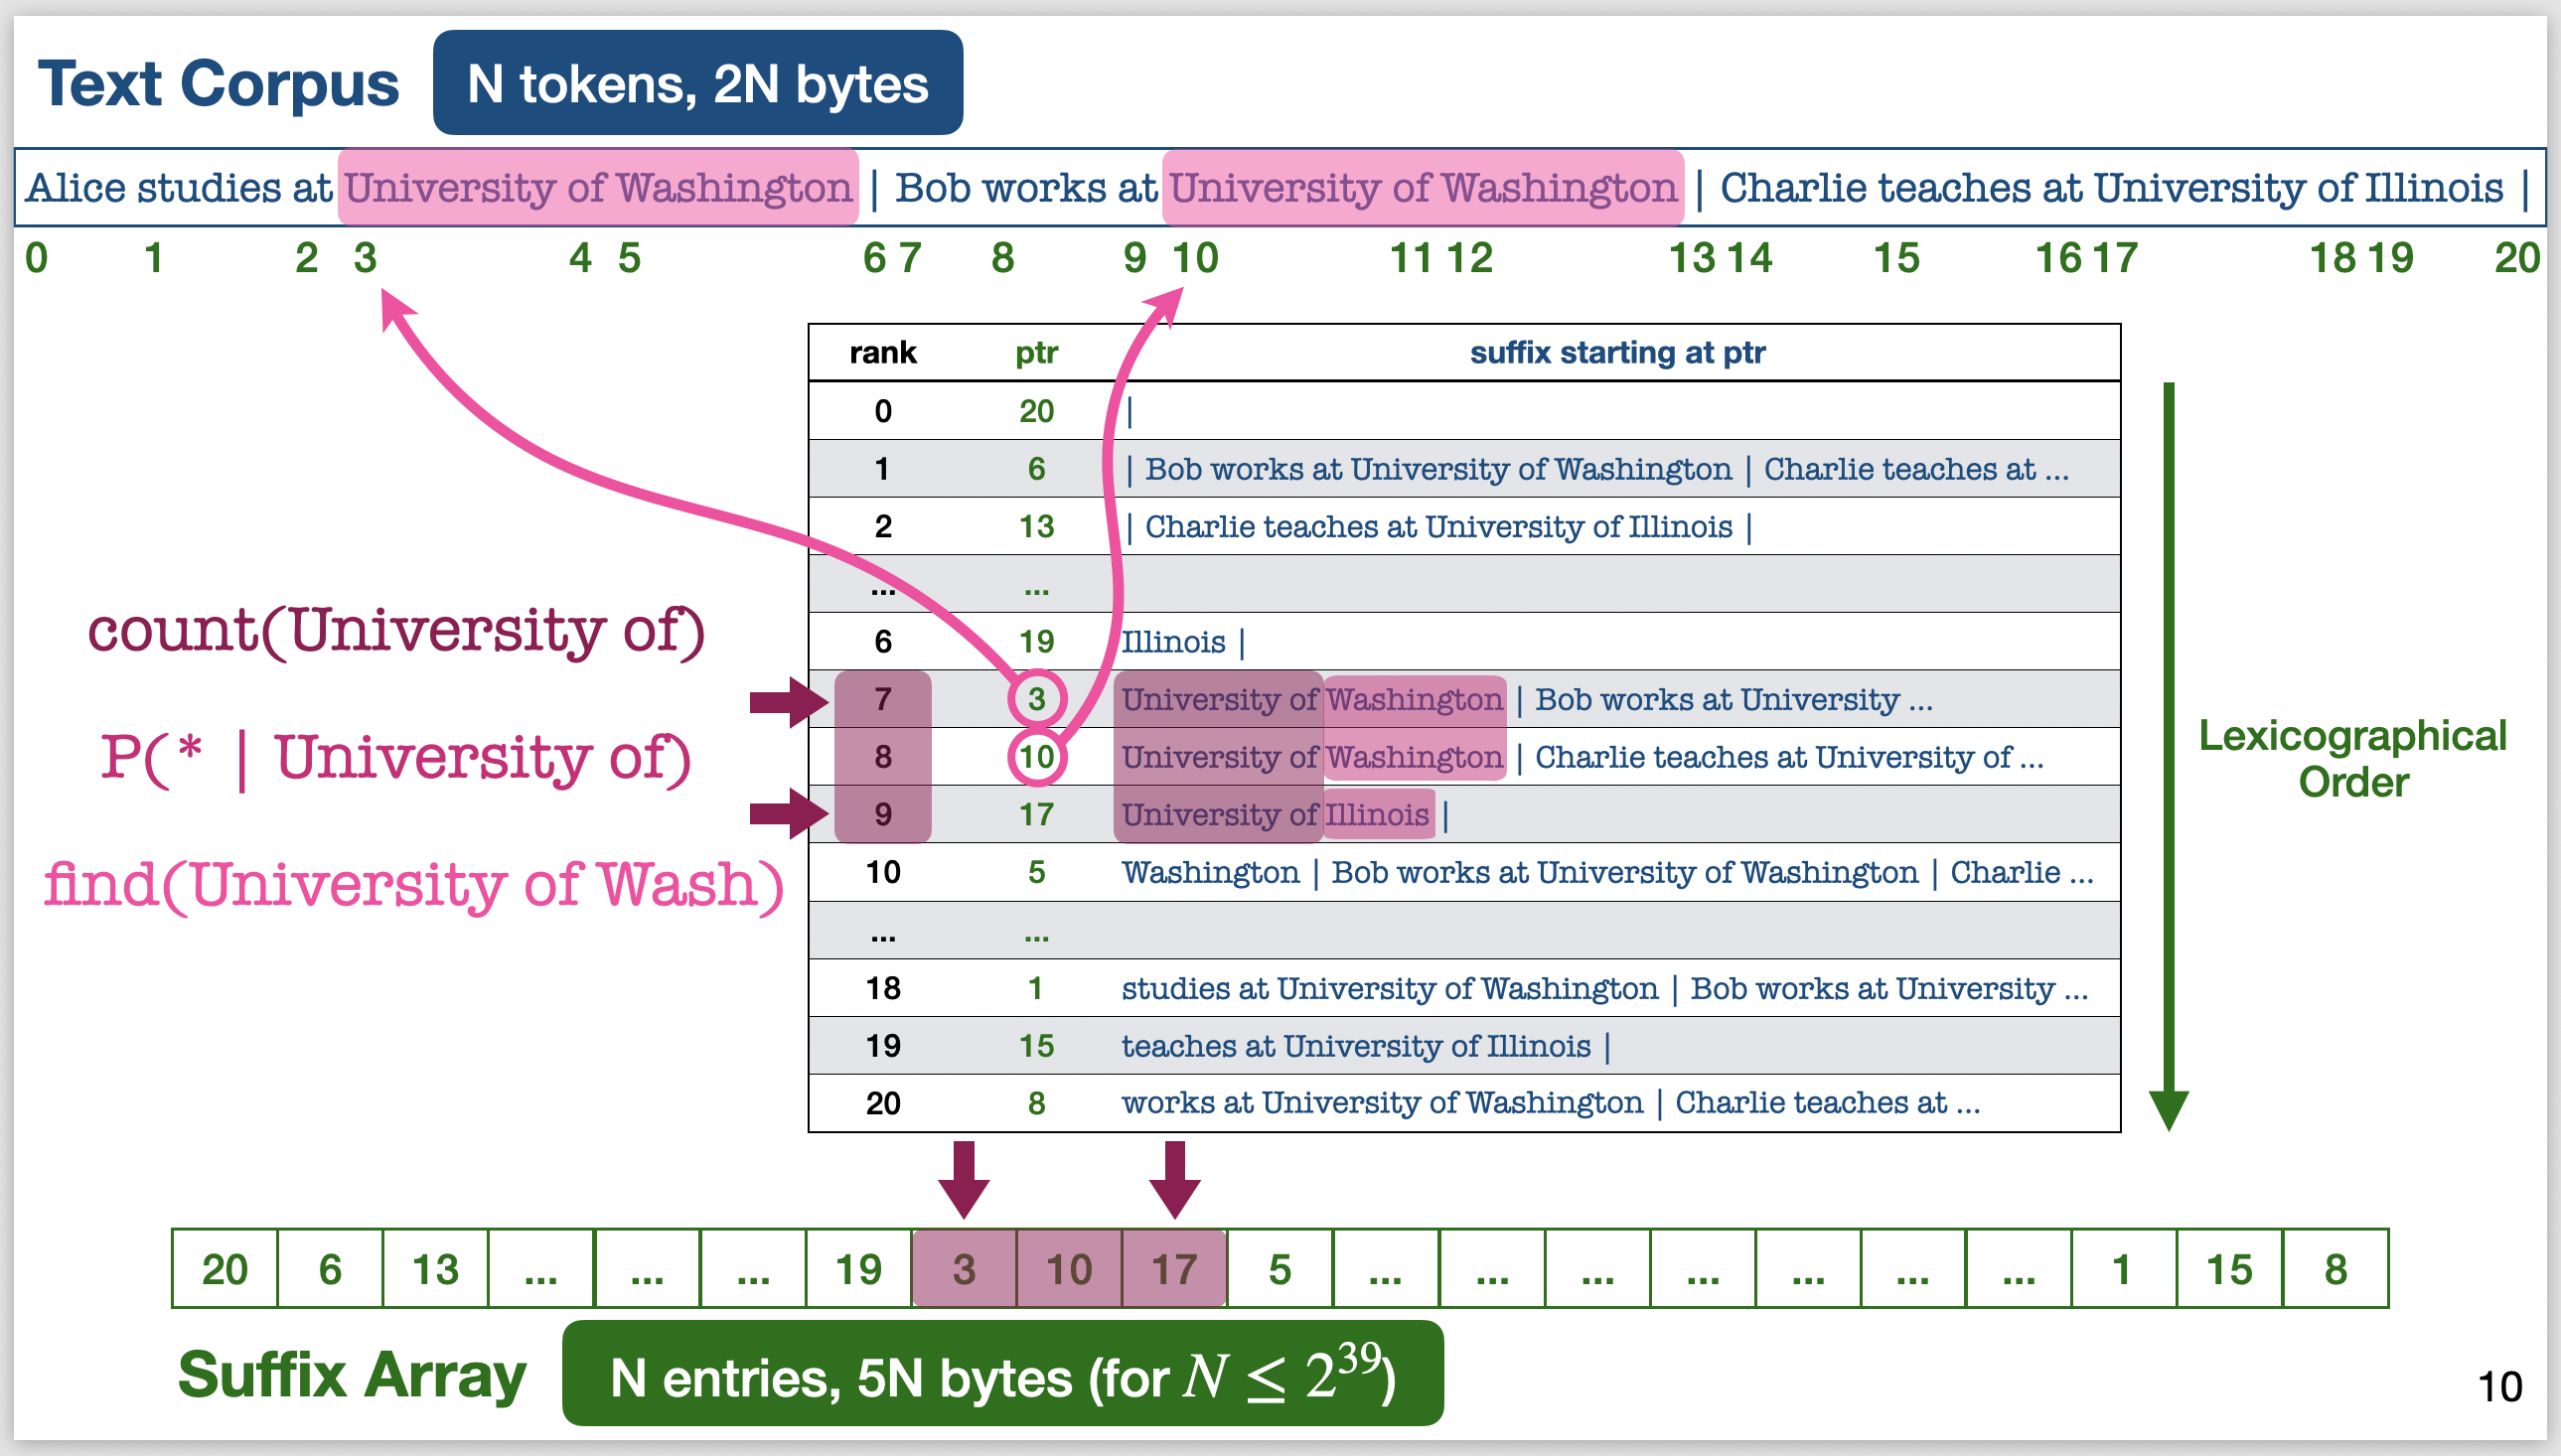 Text Corpus N tokens, 2N bytes
Alice studies at University of Washington | Bob works at University of Washington | Charlie teaches at University of Illinois |
0 1 2 3 4 5 6 7 8 9 10 11 12 13 14 15 16 17 18 19 20
rank ptr suffix starting at ptr
0 20 |
1 6 | Bob works at University of Washington | Charlie teaches at ...
2 13 | Charlie teaches at University of Illinois |
... ...
6 19 Illinois |
7 3 University of Washington | Bob works at University ...
8 10 University of Washington | Charlie teaches at University of ...
9 17 University of Illinois |
10 5 Washington | Bob works at University of Washington | Charlie ...
... ...
18 1 studies at University of Washington | Bob works at University ...
19 15 teaches at University of Illinois |
20 8 works at University of Washington | Charlie teaches at ...
count(University of)
P(* | University of)
find(University of Wash)
Lexicographical
Order
20 6 13 ... ... ... 19 3 10 17 5 ... ... ... ... ... ... ... 1 15 8
Suffix Array N entries, 5N bytes (for N ≤ 2³⁹)
10